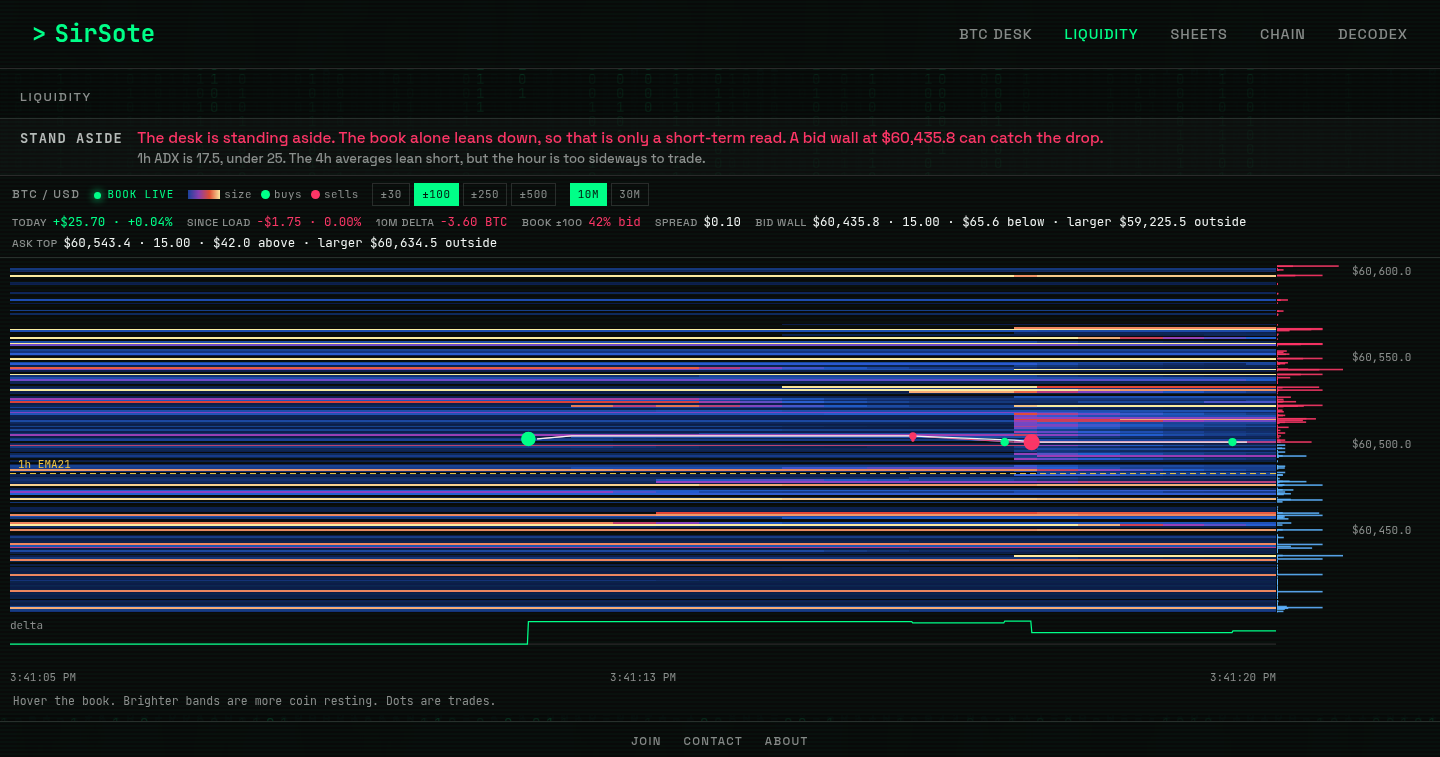 > SirSote
BTC DESK LIQUIDITY SHEETS CHAIN DECODEX
LIQUIDITY
STAND ASIDE The desk is standing aside. The book alone leans down, so that is only a short-term read. A bid wall at $60,435.8 can catch the drop.
1h ADX is 17.5, under 25. The 4h averages lean short, but the hour is too sideways to trade.
BTC / USD BOOK LIVE size buys sells ±30 ±100 ±250 ±500 10M 30M
TODAY +$25.70 · +0.04% SINCE LOAD -$1.75 · 0.00% 10M DELTA -3.60 BTC BOOK ±100 42% bid SPREAD $0.10 BID WALL $60,435.8 · 15.00 · $65.6 below · larger $59,225.5 outside
ASK TOP $60,543.4 · 15.00 · $42.0 above · larger $60,634.5 outside
$60,600.0
$60,550.0
$60,500.0
1h EMA21
$60,450.0
delta
3:41:05 PM 3:41:13 PM 3:41:20 PM
Hover the book. Brighter bands are more coin resting. Dots are trades.
JOIN CONTACT ABOUT